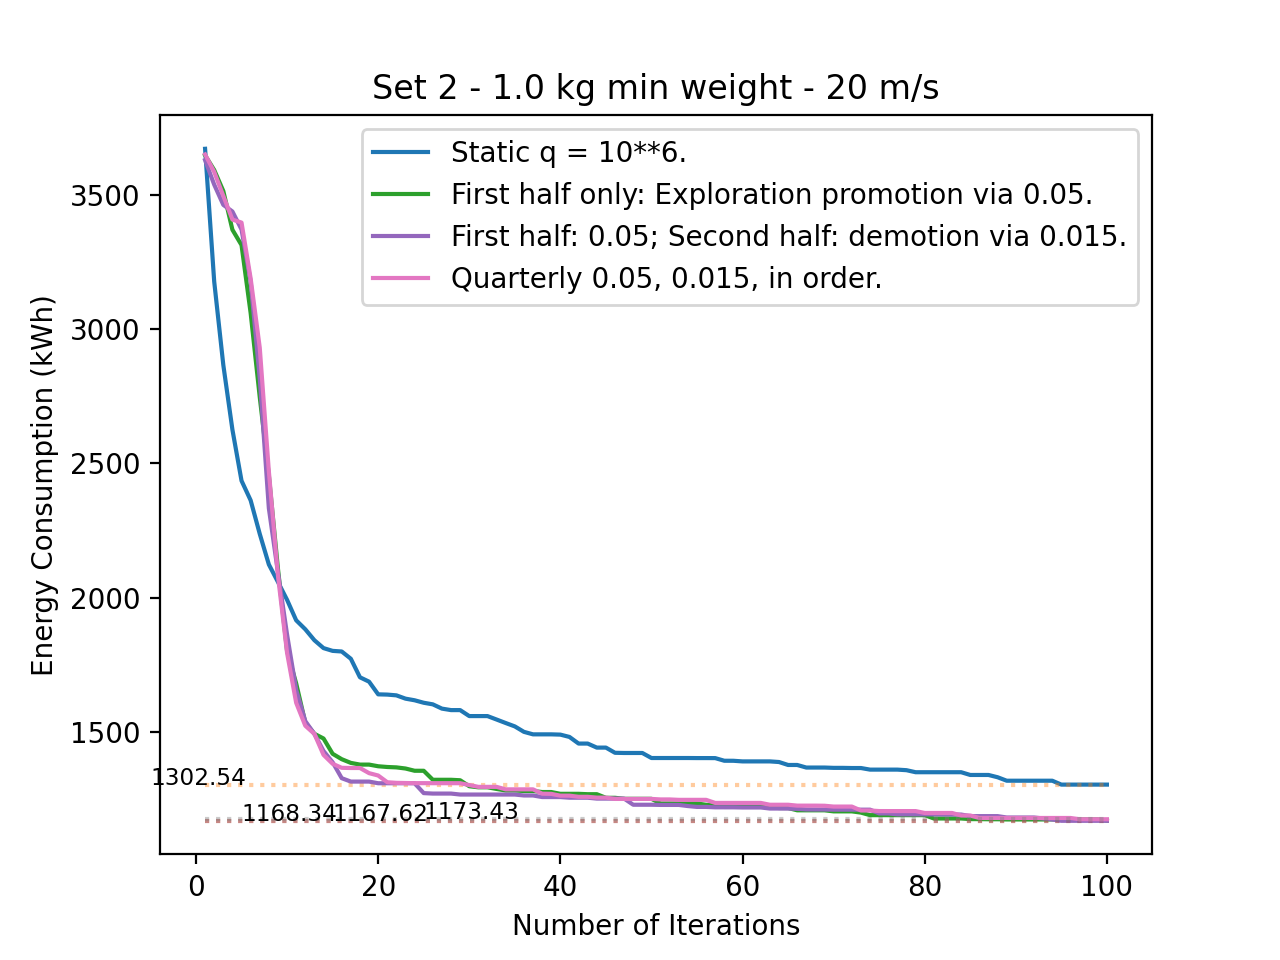 Set 2 - 1.0 kg min weight - 20 m/s
Static q = 10**6.
First half only: Exploration promotion via 0.05.
First half: 0.05; Second half: demotion via 0.015.
Quarterly 0.05, 0.015, in order.
Energy Consumption (kWh)
3500
3000
2500
2000
1500
1302.54
1168.34 1167.62 1173.43
0 20 40 60 80 100
Number of Iterations